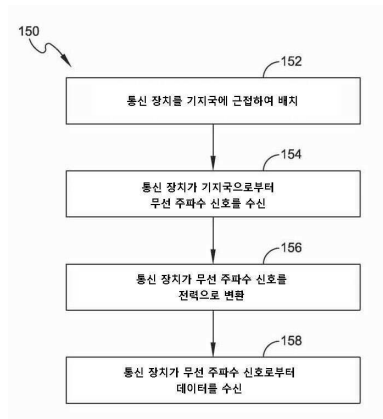 150
152
통신 장치를 기지국에 근접하여 배치
154
통신 장치가 기지국으로부터
무선 주파수 신호를 수신
156
통신 장치가 무선 주파수 신호를
전력으로 변환
158
통신 장치가 무선 주파수 신호로부터
데이터를 수신